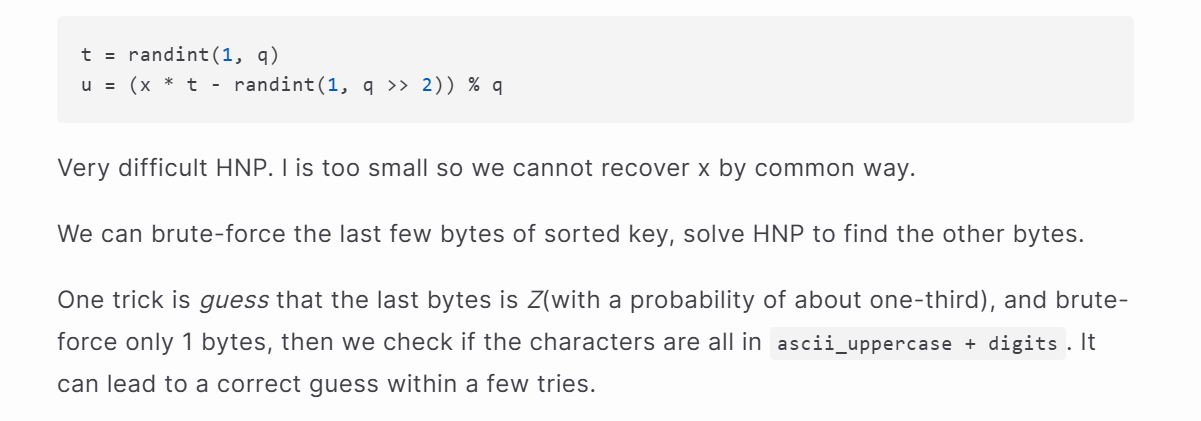 t = randint(1, q)
u = (x * t - randint(1, q >> 2)) % q
Very difficult HNP. l is too small so we cannot recover x by common way.
We can brute-force the last few bytes of sorted key, solve HNP to find the other bytes.
One trick is guess that the last bytes is Z(with a probability of about one-third), and brute-
force only 1 bytes, then we check if the characters are all in ascii_uppercase + digits . It
can lead to a correct guess within a few tries.